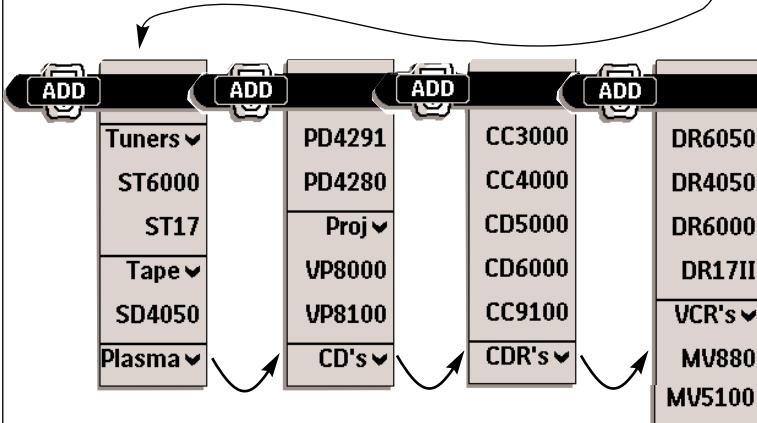 ADD
Tuners
ST6000
ST17
Tape
SD4050
Plasma
ADD
PD4291
PD4280
Proj
VP8000
VP8100
CD's
ADD
CC3000
CC4000
CD5000
CD6000
CC9100
CDR's
ADD
DR6050
DR4050
DR6000
DR17II
VCR's
MV880
MV5100